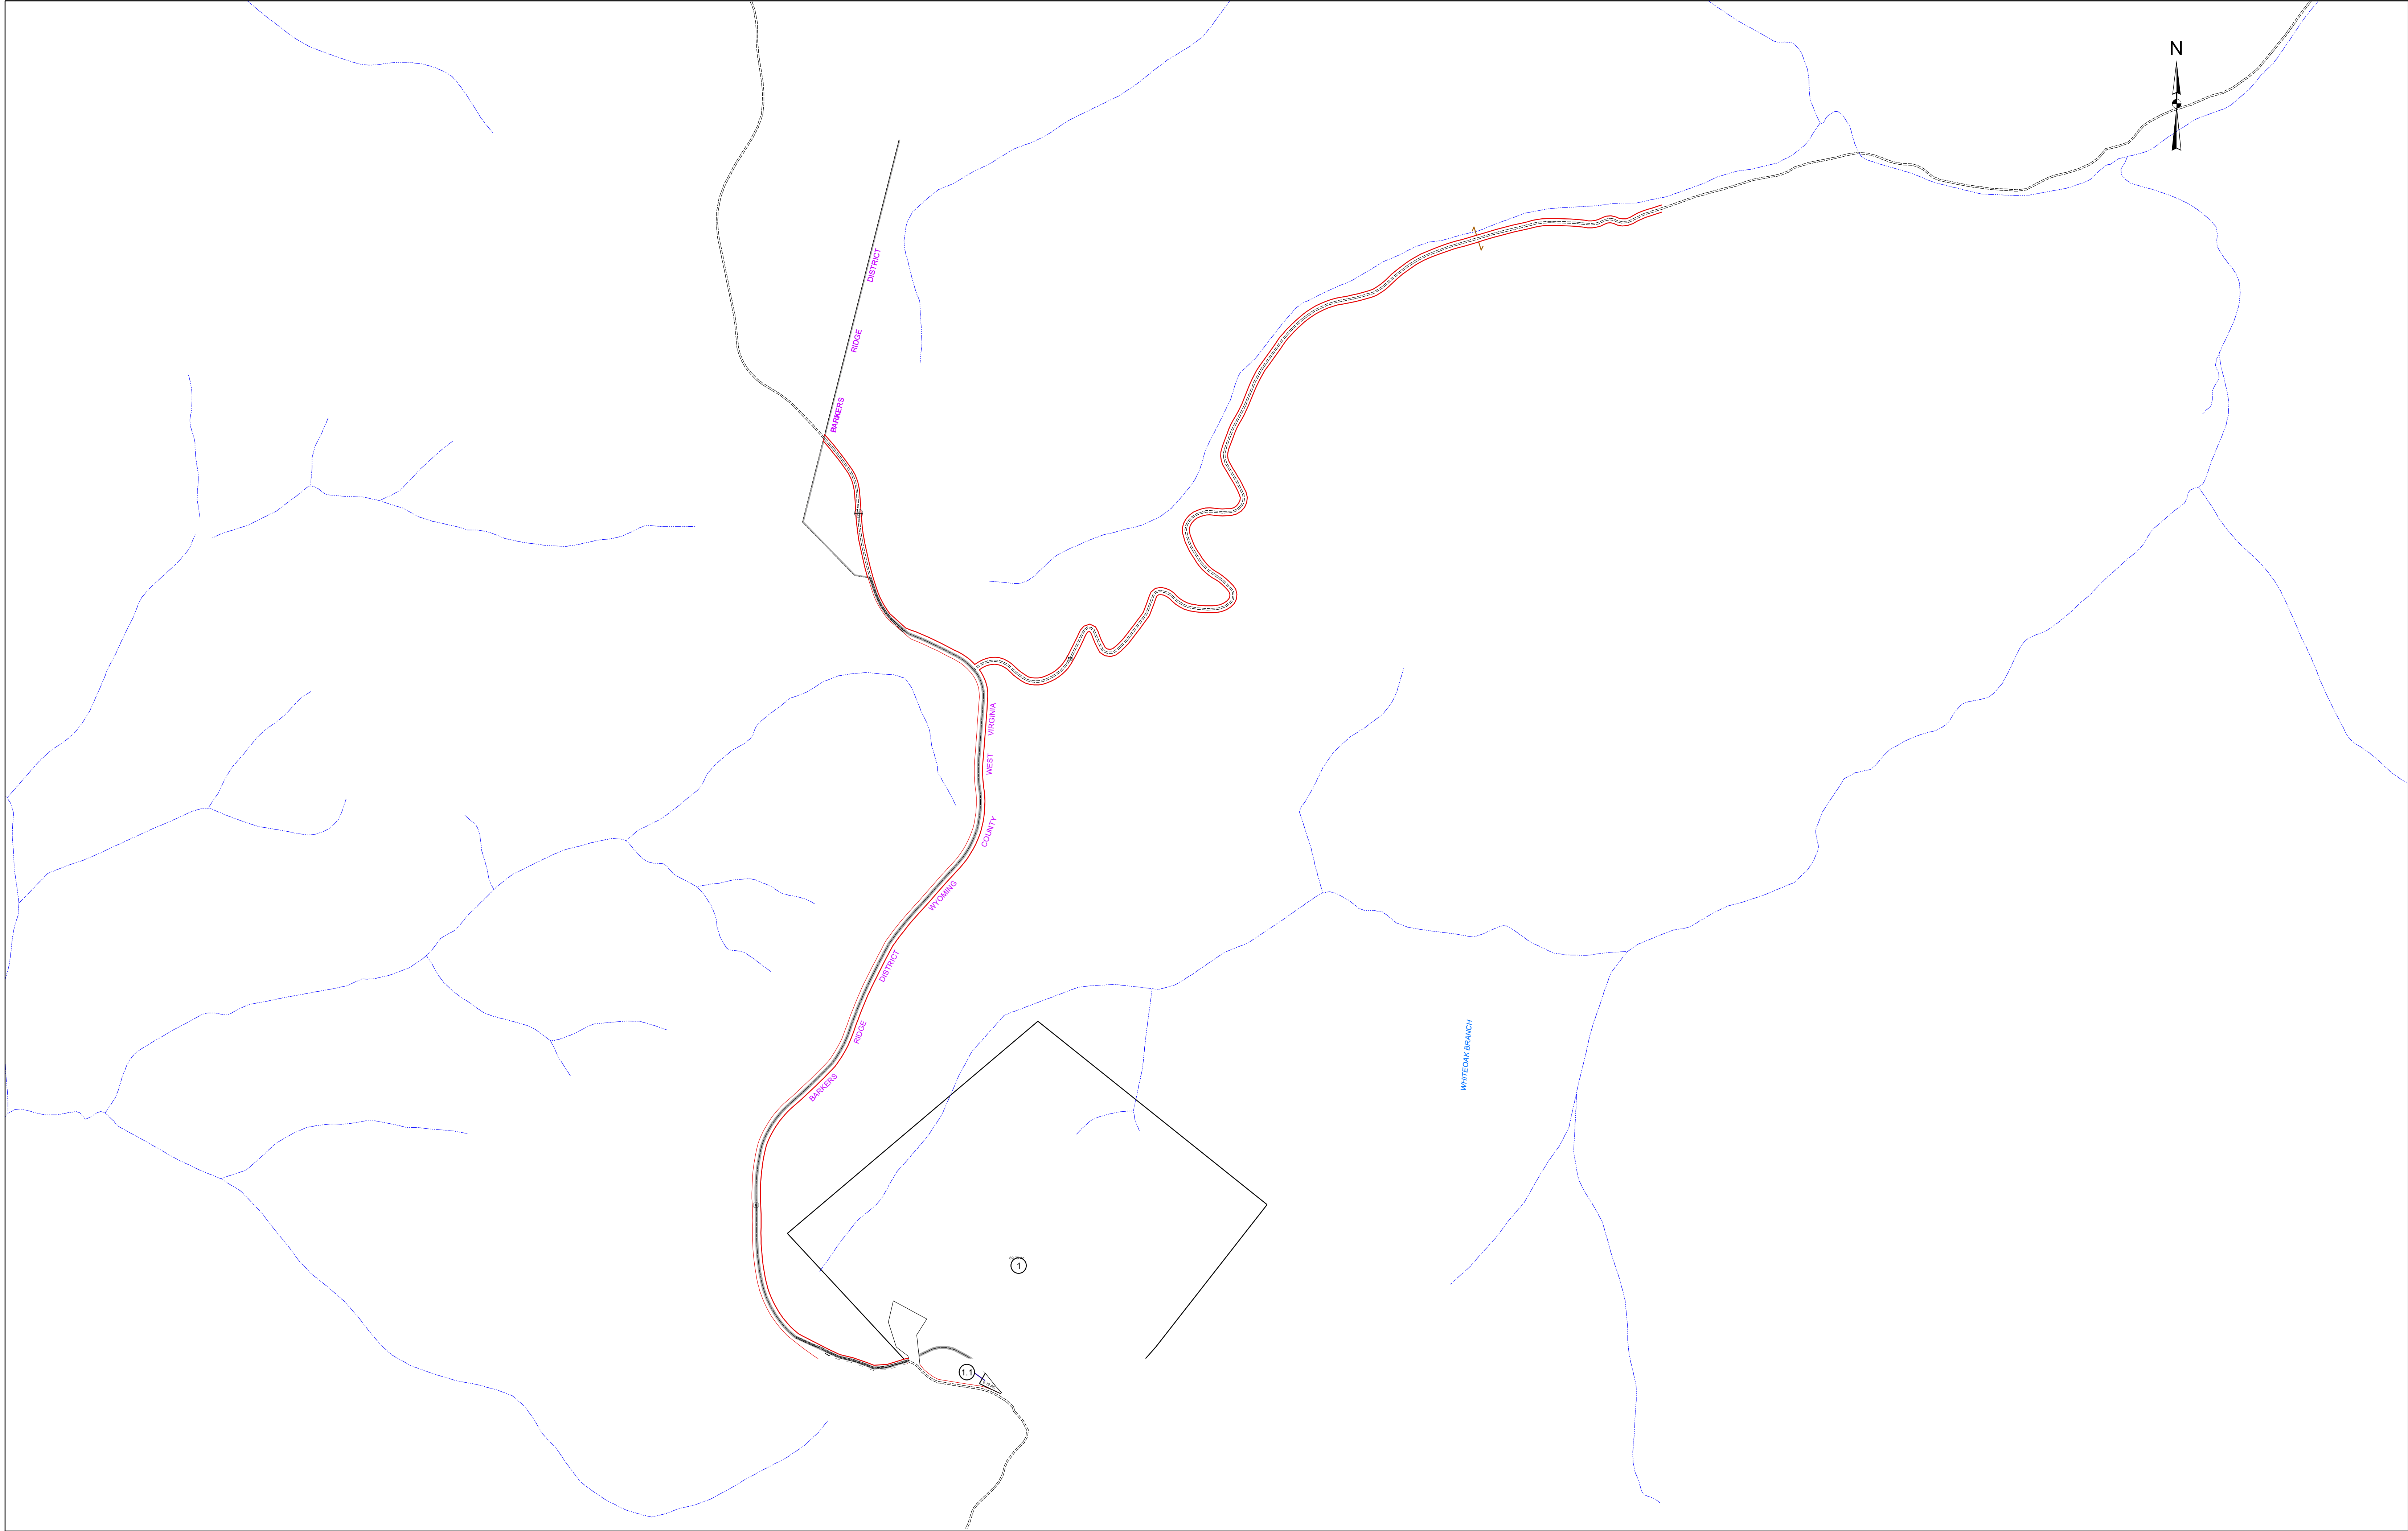 N
DISTRICT
RIDGE
BARKERS
VIRGINIA
WEST
COUNTY
WYOMING
DISTRICT
RIDGE
BARKERS
WHITEOAK BRANCH
1
1.1